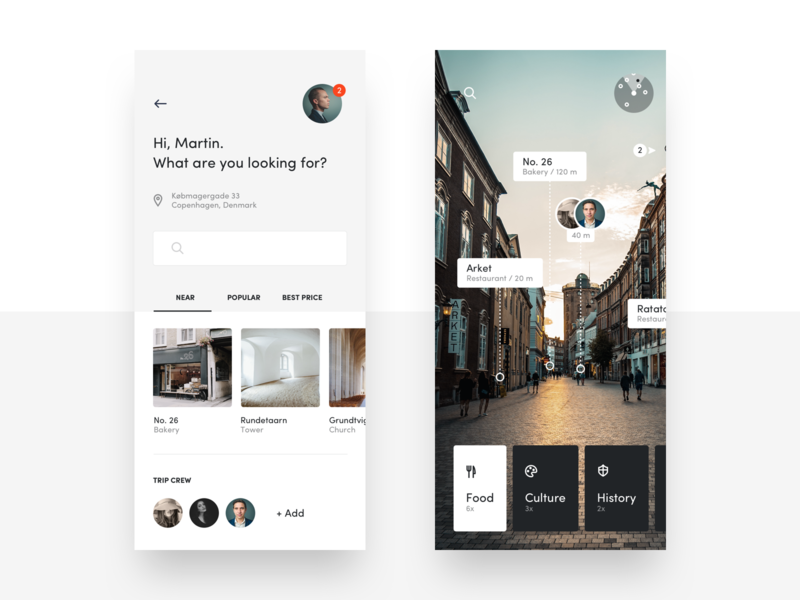 2
Hi, Martin.
What are you looking for?
Købmagergade 33
Copenhagen, Denmark
NEAR
POPULAR
BEST PRICE
No. 26
Bakery
Rundetaarn
Tower
Grundtvig
Church
TRIP CREW
+ Add
2
No. 26
Bakery / 120 m
40 m
Arket
Restaurant / 20 m
ARKET
Ratato
Restaur
Food
6x
Culture
3x
History
2x